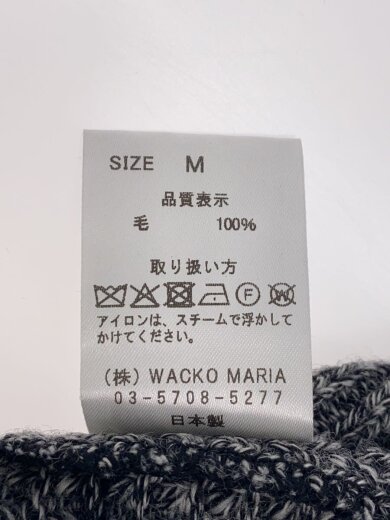 SIZE M
品質表示
毛 100%
取り扱い方
アイロンは、スチームで浮かして
かけてください。
(株) WACKO MARIA
03-5708-5277
日本製